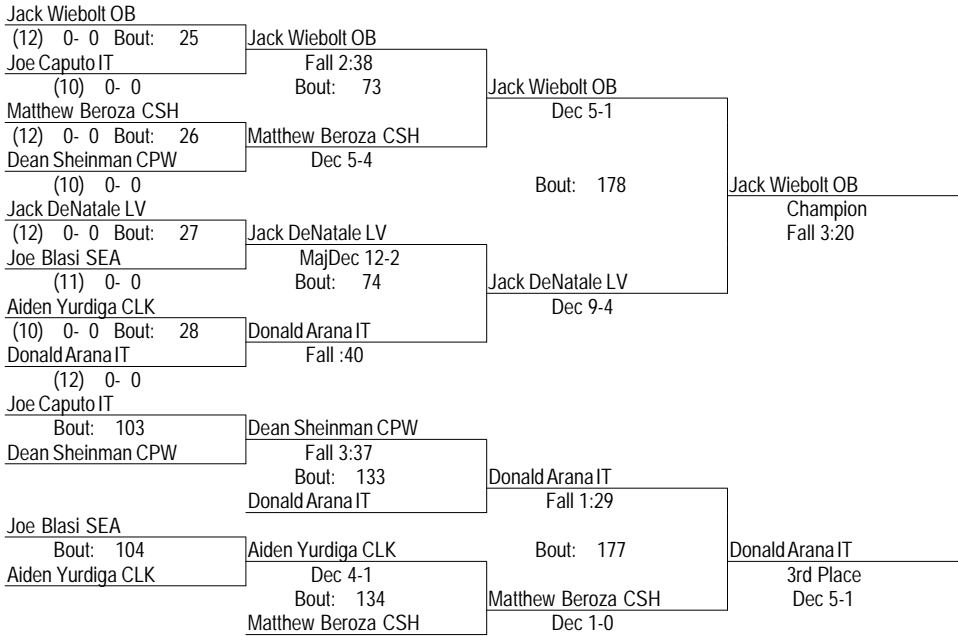 Jack Wiebolt OB
(12) 0- 0 Bout: 25 Jack Wiebolt OB
Joe Caputo IT Fall 2:38
(10) 0- 0 Bout: 73 Jack Wiebolt OB
Matthew Beroza CSH Dec 5-1
(12) 0- 0 Bout: 26 Matthew Beroza CSH
Dean Sheinman CPW Dec 5-4
(10) 0- 0 Bout: 178 Jack Wiebolt OB
Jack DeNatale LV Champion
(12) 0- 0 Bout: 27 Jack DeNatale LV Fall 3:20
Joe Blasi SEA MajDec 12-2
(11) 0- 0 Bout: 74 Jack DeNatale LV
Aiden Yurdiga CLK Dec 9-4
(10) 0- 0 Bout: 28 Donald Arana IT
Donald Arana IT Fall :40
(12) 0- 0
Joe Caputo IT
Bout: 103 Dean Sheinman CPW
Dean Sheinman CPW Fall 3:37
Bout: 133 Donald Arana IT
Donald Arana IT Fall 1:29
Joe Blasi SEA
Bout: 104 Aiden Yurdiga CLK Bout: 177 Donald Arana IT
Aiden Yurdiga CLK Dec 4-1 3rd Place
Bout: 134 Matthew Beroza CSH Dec 5-1
Matthew Beroza CSH Dec 1-0